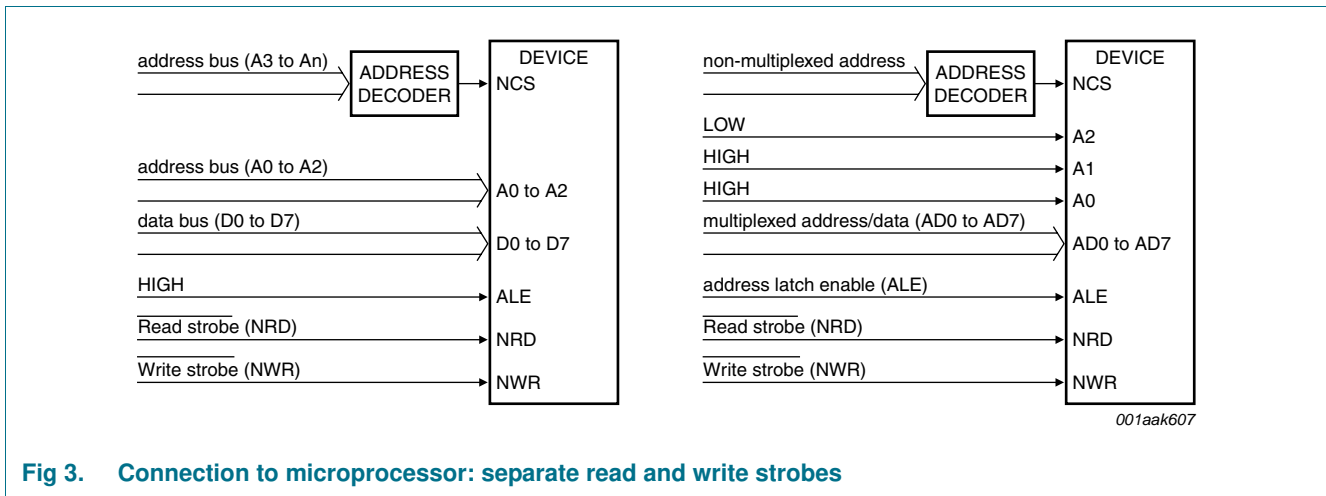 address bus (A3 to An)
ADDRESS
DECODER
DEVICE
NCS
address bus (A0 to A2)
A0 to A2
data bus (D0 to D7)
D0 to D7
HIGH
ALE
Read strobe (NRD)
NRD
Write strobe (NWR)
NWR
non-multiplexed address
ADDRESS
DECODER
DEVICE
NCS
LOW
A2
HIGH
A1
HIGH
A0
multiplexed address/data (AD0 to AD7)
AD0 to AD7
address latch enable (ALE)
ALE
Read strobe (NRD)
NRD
Write strobe (NWR)
NWR
001aak607
Fig 3. Connection to microprocessor: separate read and write strobes